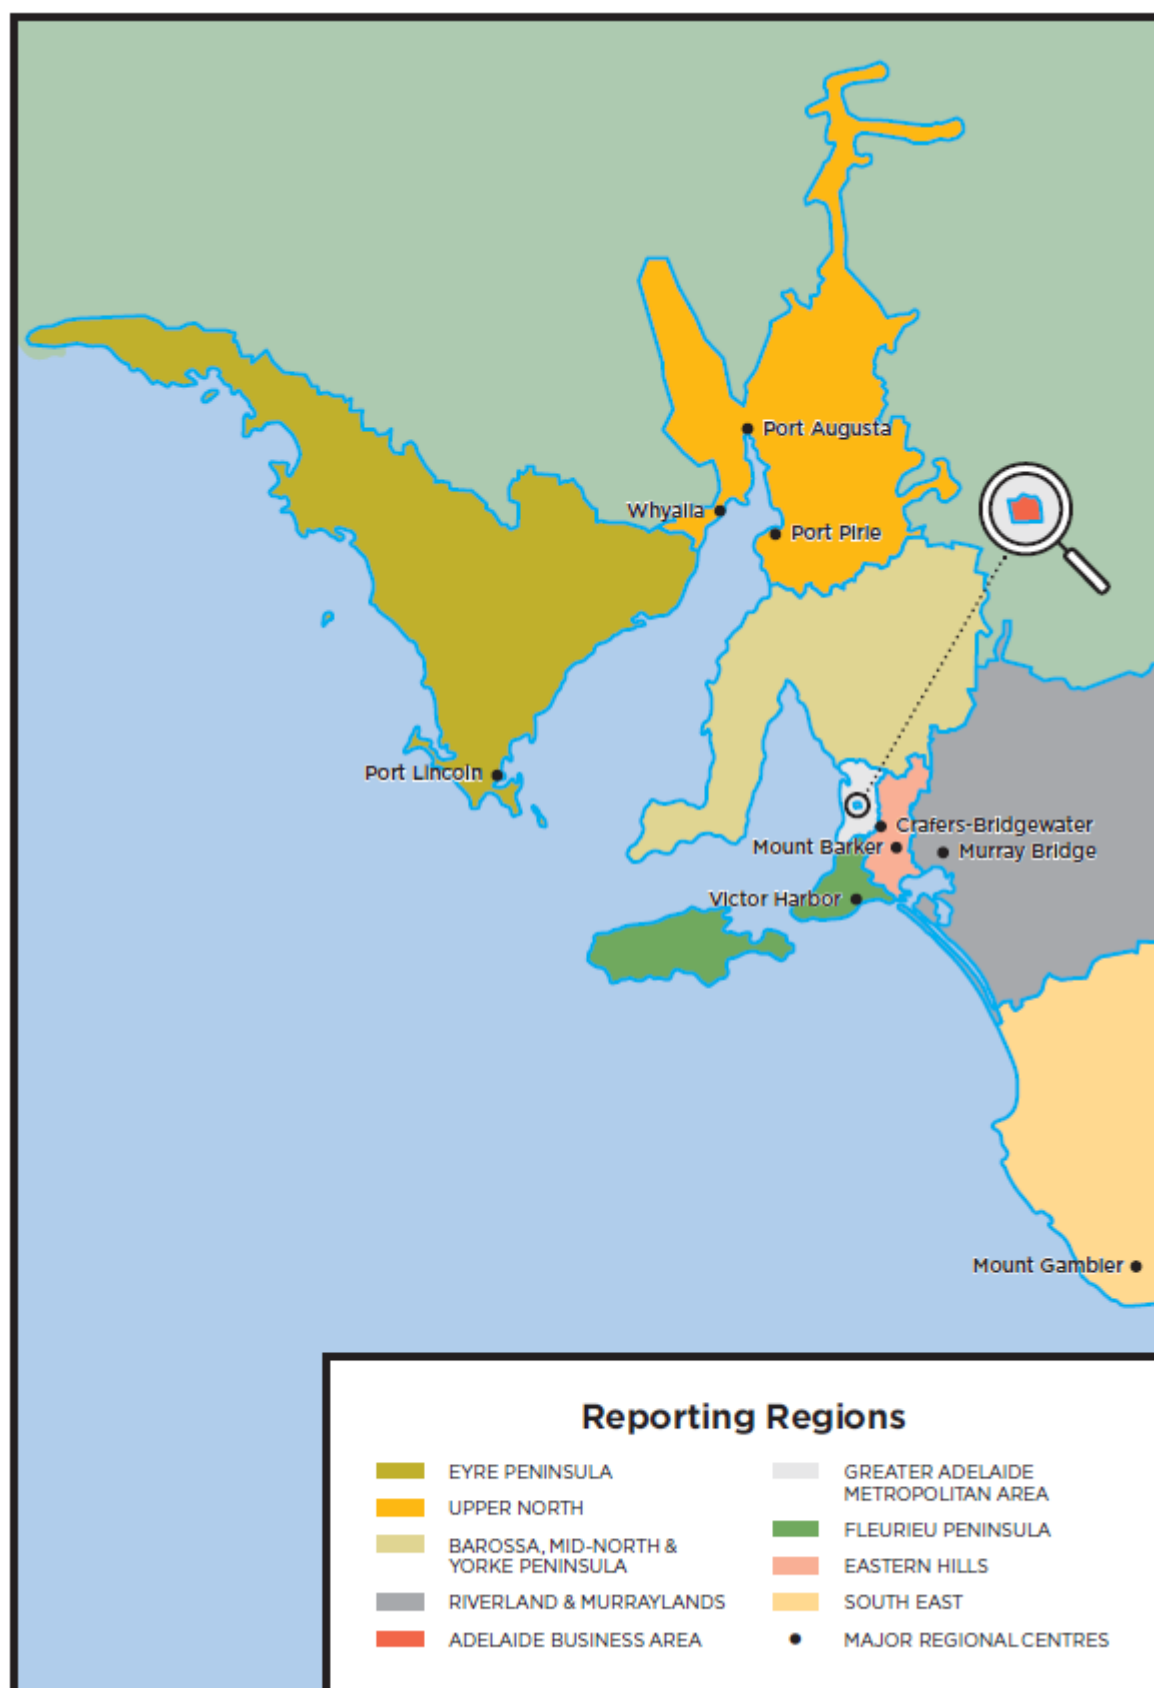 Port Augusta
Whyalla
Port Pirie
Port Lincoln
Crafers-Bridgewater
Mount Barker
Murray Bridge
Victor Harbor
Mount Gambier
Reporting Regions
EYRE PENINSULA
UPPER NORTH
BAROSSA, MID-NORTH &
YORKE PENINSULA
RIVERLAND & MURRAYLANDS
ADELAIDE BUSINESS AREA
GREATER ADELAIDE
METROPOLITAN AREA
FLEURIEU PENINSULA
EASTERN HILLS
SOUTH EAST
MAJOR REGIONAL CENTRES